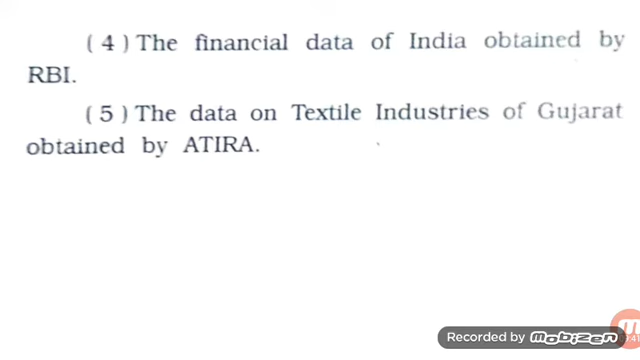 ( 4 ) The financial data of India obtained by
RBI.
( 5 ) The data on Textile Industries of Gujarat
obtained by ATIRA.
Recorded by mobizen